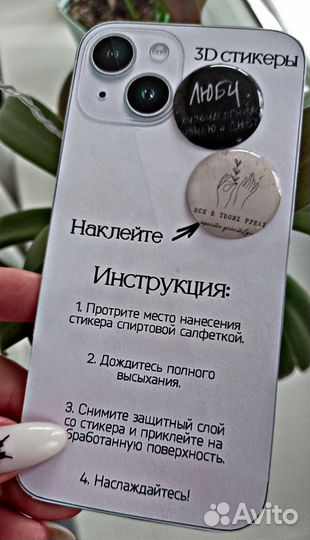 3D стикеры
ЛЮБИ
ВСЕ В ТВОИХ РУКАХ
Наклейте
Инструкция:
1. Протрите место нанесения
стикера спиртовой салфеткой.
2. Дождитесь полного
высыхания.
3. Снимите защитный слой
со стикера и приклейте на
бработанную поверхность.
4. Наслаждайтесь!
Avito